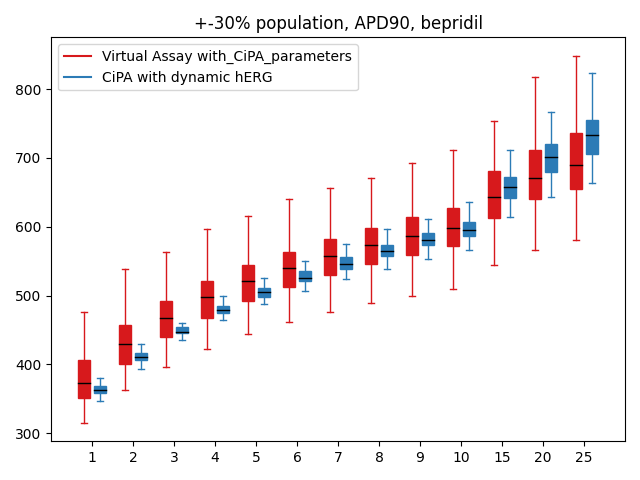 +-30% population, APD90, bepridil
Virtual Assay with_CiPA_parameters
CiPA with dynamic hERG
800
700
600
500
400
300
1 2 3 4 5 6 7 8 9 10 15 20 25